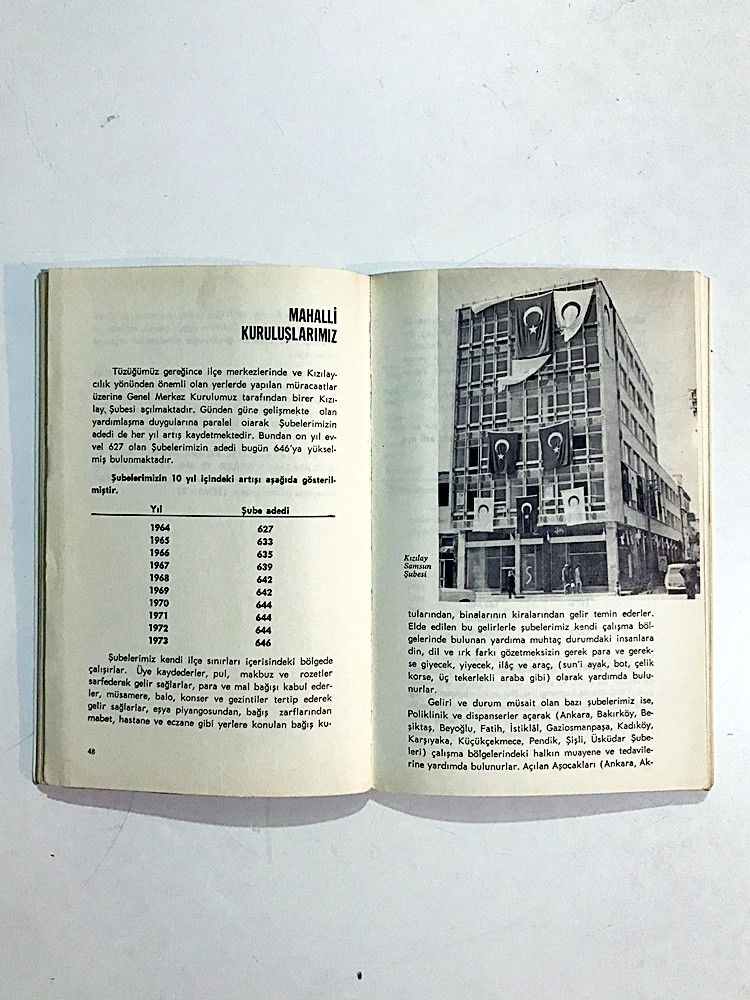 MAHALLİ
KURULUŞLARIMIZ
Tüzüğümüz gereğince ilçe merkezlerinde ve Kızılay-
cılık yönünden önemli olan yerlerde yapılan müracaatlar
üzerine Genel Merkez Kurulumuz tarafından birer Kızı-
lay, Şubesi açılmaktadır. Günden güne gelişmekte olan
yardımlaşma duygularına paralel olarak Şubelerimizin
adedi de her yıl artış kaydetmektedir. Bundan on yıl ev-
vel 627 olan Şubelerimizin adedi bugün 646'ya yüksel-
miş bulunmaktadır.
Şubelerimizin 10 yıl içindeki artışı aşağıda gösteril-
miştir.
Yıl Şube adedi
1964 627
1965 633
1966 635
1967 639
1968 642
1969 642
1970 644
1971 644
1972 644
1973 646
Şubelerimiz kendi ilçe sınırları içerisindeki bölgede
çalışırlar. Üye kaydederler, pul, makbuz ve rozetler
sarfederek gelir sağlarlar, para ve mal bağışı kabul eder-
ler, müsamere, balo, konser ve gezintiler tertip ederek
gelir sağlarlar, eşya piyangosundan, bağış zarflarından
mabet, hastane ve eczane gibi yerlere konulan bağış ku-
48
Kızılay
Samsun
Şubesi
tularından, binalarının kiralarından gelir temin ederler.
Elde edilen bu gelirlerle şubelerimiz kendi çalışma böl-
gelerinde bulunan yardıma muhtaç durumdaki insanlara
din, dil ve ırk farkı gözetmeksizin gerek para ve gerek-
se giyecek, yiyecek, ilâç ve araç, (sun'i ayak, bot, çelik
korse, üç tekerlekli araba gibi) olarak yardımda bulu-
nurlar.
Geliri ve durum müsait olan bazı şubelerimiz ise,
Poliklinik ve dispanserler açarak (Ankara, Bakırköy, Be-
şiktaş, Beyoğlu, Fatih, İstiklâl, Gaziosmanpaşa, Kadıköy,
Karşıyaka, Küçükçekmece, Pendik, Şişli, Üsküdar Şube-
leri) çalışma bölgelerindeki halkın muayene ve tedavile-
rine yardımda bulunurlar. Açılan Aşocakları (Ankara, Ak-